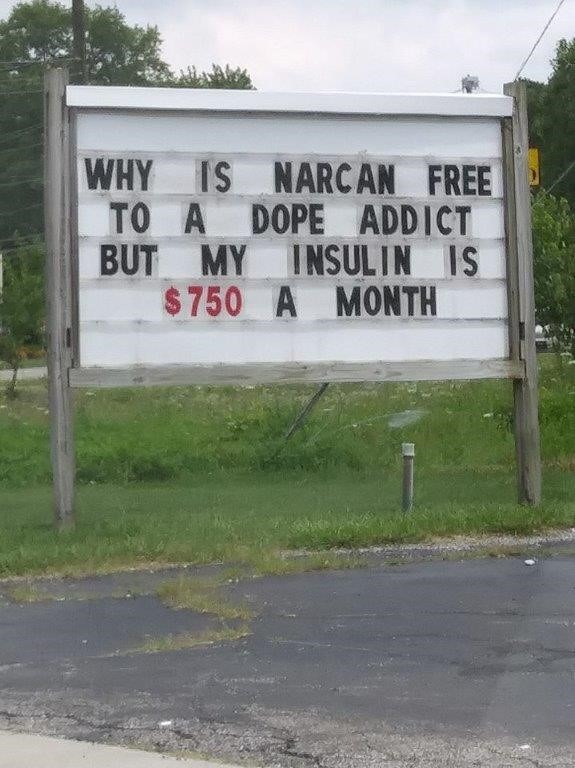 WHY IS NARCAN FREE
TO A DOPE ADDICT
BUT MY INSULIN IS
$750 A MONTH